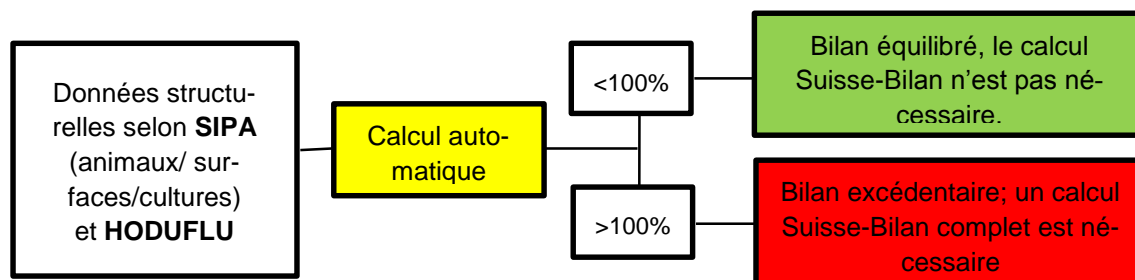 Données structu-
relles selon SIPA
(animaux/ sur-
faces/cultures)
et HODUFLU
Calcul auto-
matique
<100%
Bilan équilibré, le calcul
Suisse-Bilan n’est pas né-
cessaire.
>100%
Bilan excédentaire; un calcul
Suisse-Bilan complet est né-
cessaire